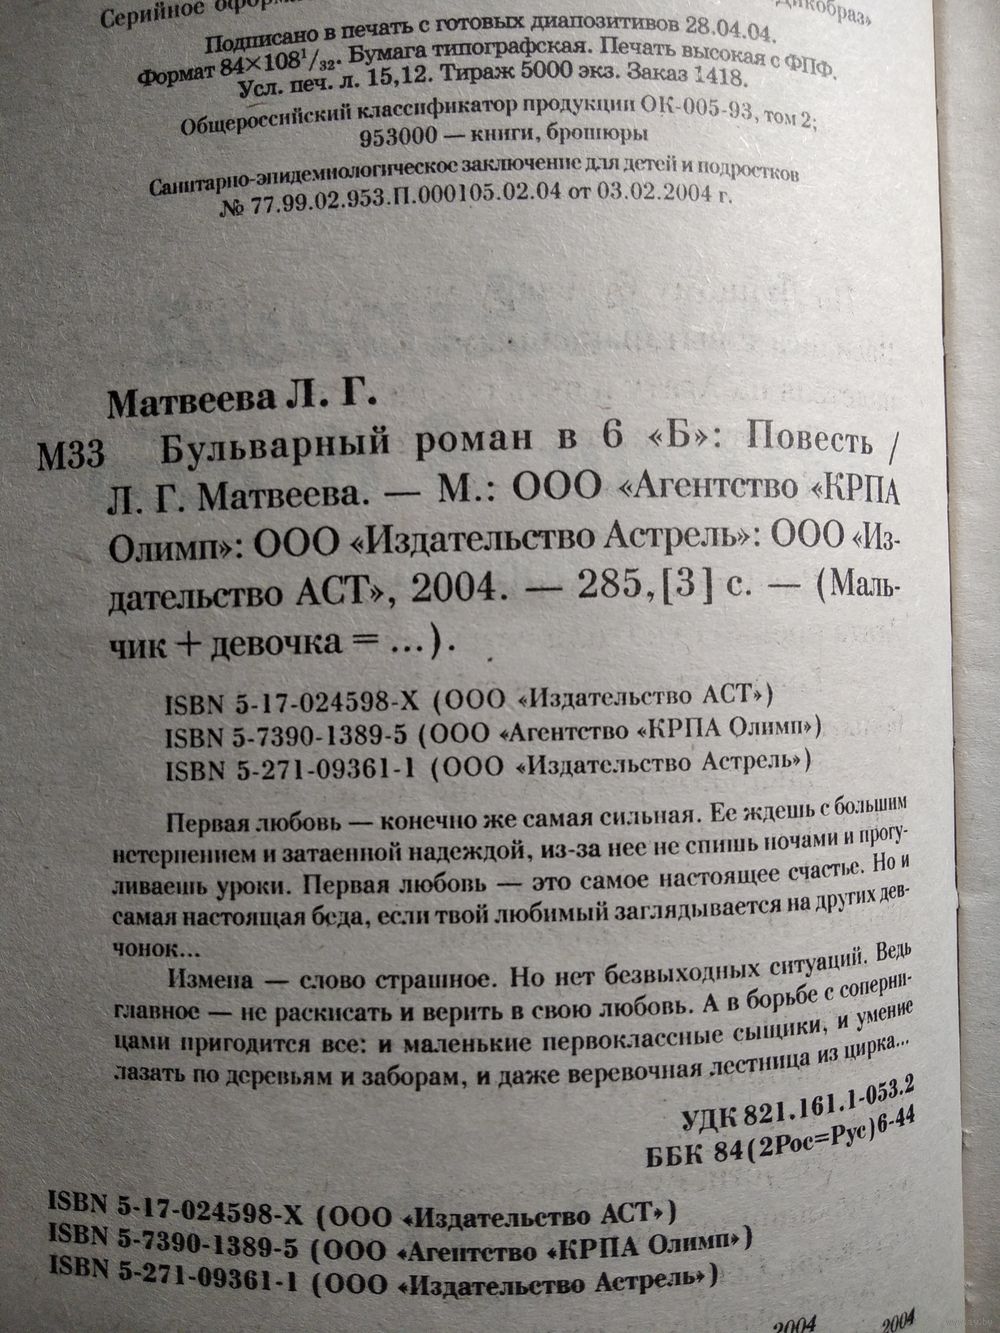 Серийное
Дикобраз»
Подписано в печать с готовых диапозитивов 28.04.04.
Формат 84×108¹/₃₂. Бумага типографская. Печать высокая с ФПФ.
Усл. печ. л. 15,12. Тираж 5000 экз. Заказ 1418.
Общероссийский классификатор продукции ОК-005-93, том 2;
953000 — книги, брошюры
Санитарно-эпидемиологическое заключение для детей и подростков
№ 77.99.02.953.П.000105.02.04 от 03.02.2004 г.
Матвеева Л. Г.
М33 Бульварный роман в 6 «Б»: Повесть /
Л. Г. Матвеева. — М.: ООО «Агентство «КРПА
Олимп»: ООО «Издательство Астрель»: ООО «Из-
дательство АСТ», 2004. — 285,[3] с. — (Маль-
чик + девочка = ...).
ISBN 5-17-024598-X (ООО «Издательство АСТ»)
ISBN 5-7390-1389-5 (ООО «Агентство «КРПА Олимп»)
ISBN 5-271-09361-1 (ООО «Издательство Астрель»)
Первая любовь — конечно же самая сильная. Ее ждешь с большим
нетерпением и затаенной надеждой, из-за нее не спишь ночами и прогу-
ливаешь уроки. Первая любовь — это самое настоящее счастье. Но и
самая настоящая беда, если твой любимый заглядывается на других дев-
чонок...
Измена — слово страшное. Но нет безвыходных ситуаций. Ведь
главное — не раскисать и верить в свою любовь. А в борьбе с соперни-
цами пригодится все: и маленькие первоклассные сыщики, и умение
лазать по деревьям и заборам, и даже веревочная лестница из цирка...
УДК 821.161.1-053.2
ББК 84(2Рос=Рус)6-44
ISBN 5-17-024598-X (ООО «Издательство АСТ»)
ISBN 5-7390-1389-5 (ООО «Агентство «КРПА Олимп»)
ISBN 5-271-09361-1 (ООО «Издательство Астрель»)
2004
2004